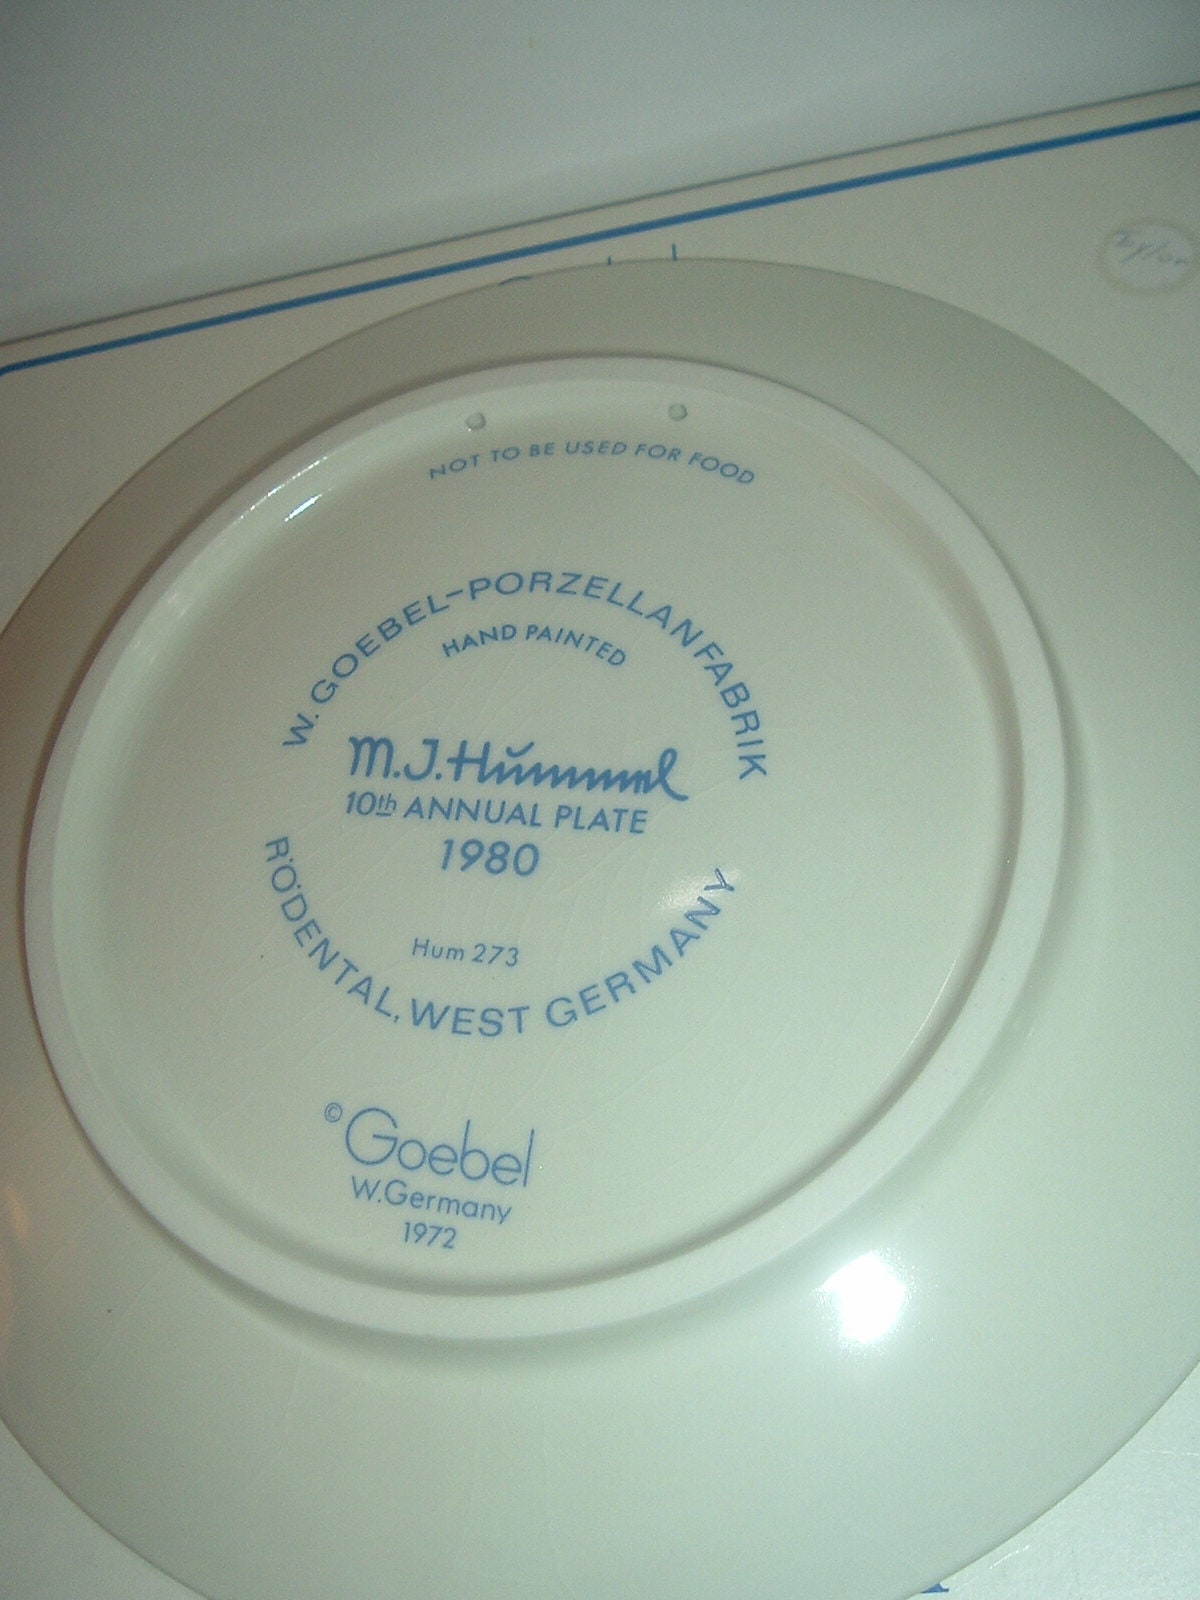 NOT TO BE USED FOR FOOD
W. GOEBEL-PORZELLANFABRIK
HAND PAINTED
M.J.Hummel
10th ANNUAL PLATE
1980
Hum 273
RÖDENTAL, WEST GERMANY
© Goebel
W.Germany
1972